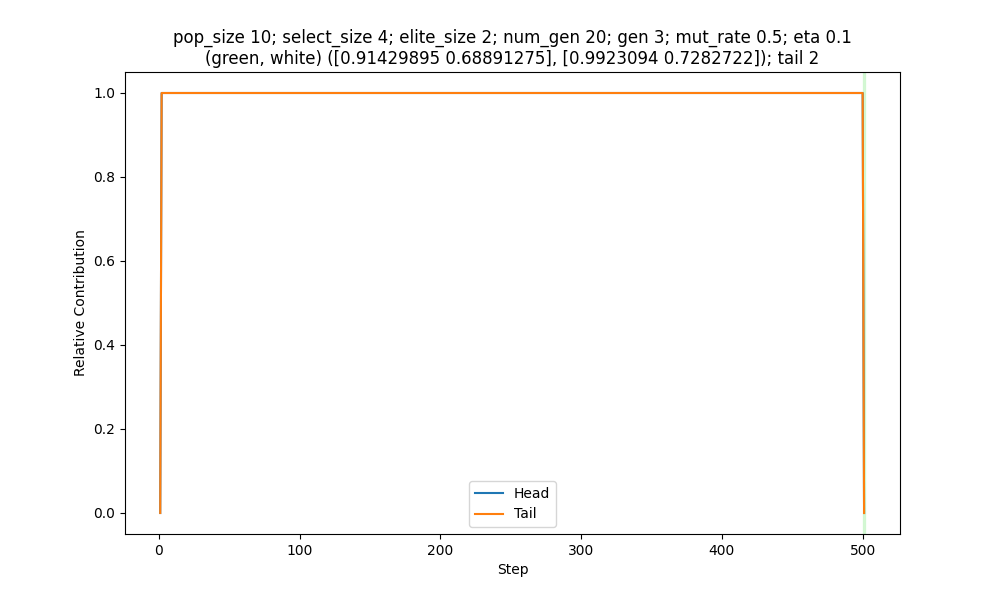 pop_size 10; select_size 4; elite_size 2; num_gen 20; gen 3; mut_rate 0.5; eta 0.1
(green, white) ([0.91429895 0.68891275], [0.9923094 0.7282722]); tail 2
1.0
0.8
0.6
0.4
0.2
0.0
Relative Contribution
Head
Tail
0 100 200 300 400 500
Step